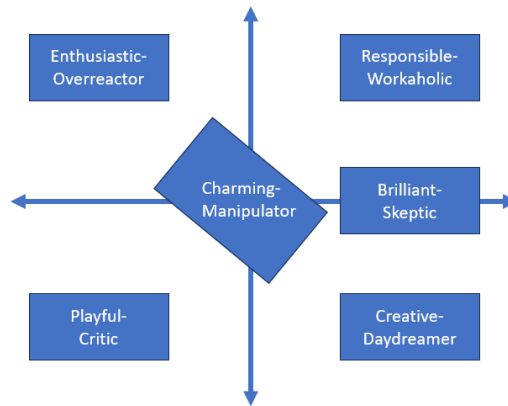 Enthusiastic-
Overreactor
Responsible-
Workaholic
Charming-
Manipulator
Brilliant-
Skeptic
Playful-
Critic
Creative-
Daydreamer